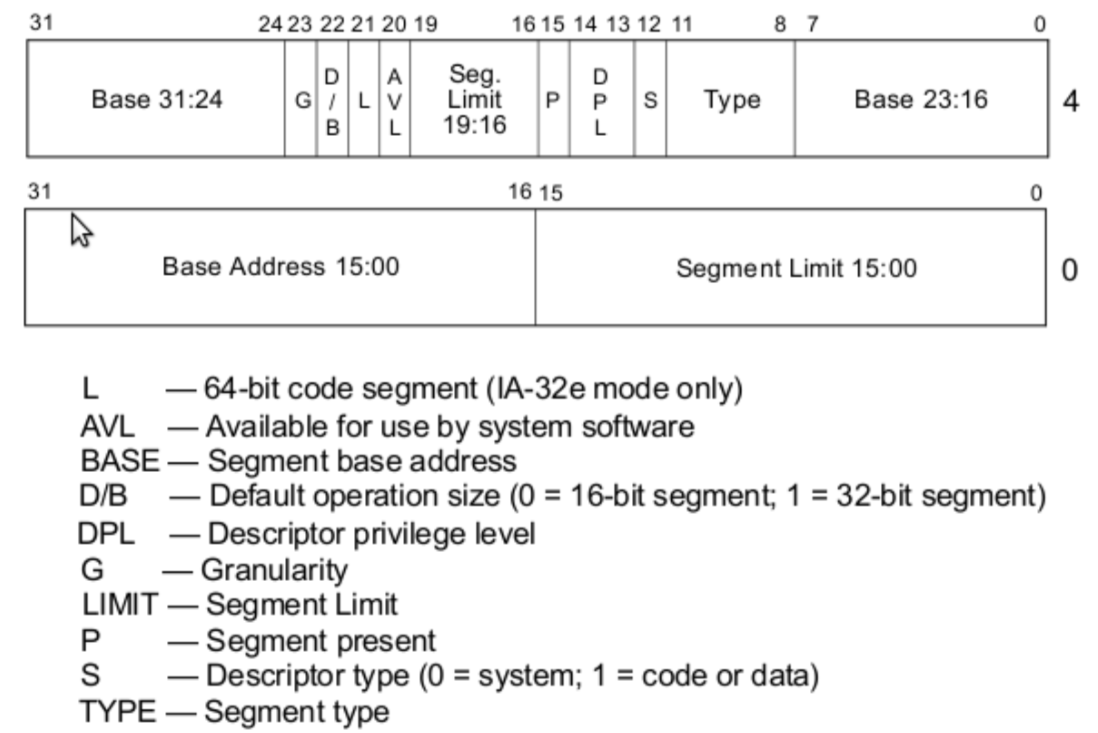 31 24 23 22 21 20 19 16 15 14 13 12 11 8 7 0
Base 31:24 G D/B L AVL Seg. Limit 19:16 P DPL S Type Base 23:16 4
31 16 15 0
Base Address 15:00 Segment Limit 15:00 0
L — 64-bit code segment (IA-32e mode only)
AVL — Available for use by system software
BASE — Segment base address
D/B — Default operation size (0 = 16-bit segment; 1 = 32-bit segment)
DPL — Descriptor privilege level
G — Granularity
LIMIT — Segment Limit
P — Segment present
S — Descriptor type (0 = system; 1 = code or data)
TYPE — Segment type